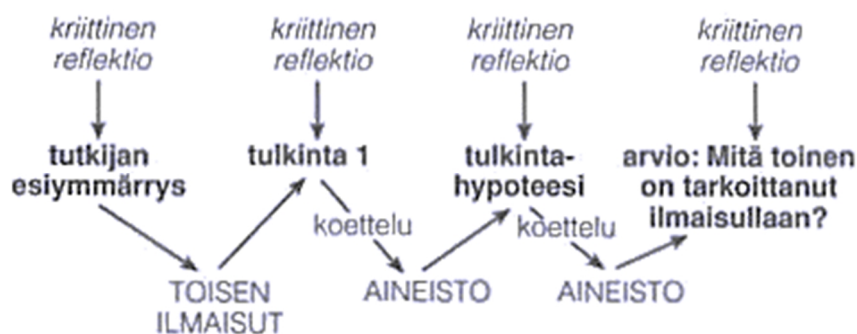 kriittinen
reflektio
kriittinen
reflektio
kriittinen
reflektio
kriittinen
reflektio
tutkijan
esiymmärrys
tulkinta 1
tulkinta-
hypoteesi
arvio: Mitä toinen
on tarkoittanut
ilmaisullaan?
koettelu
koettelu
TOISEN
ILMAISUT
AINEISTO
AINEISTO